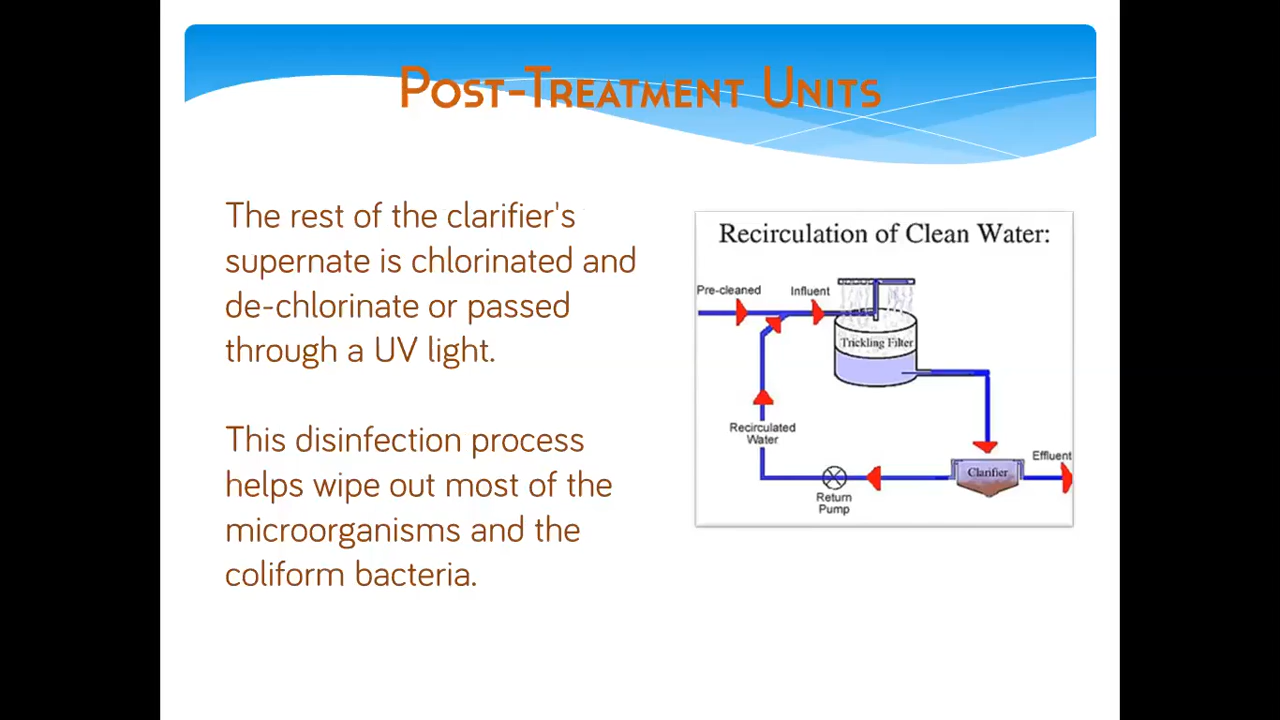 Post-Treatment Units
The rest of the clarifier's
supernate is chlorinated and
de-chlorinate or passed
through a UV light.
This disinfection process
helps wipe out most of the
microorganisms and the
coliform bacteria.
Recirculation of Clean Water:
Pre-cleaned
Influent
Trickling Filter
Recirculated
Water
Return
Pump
Clarifier
Effluent